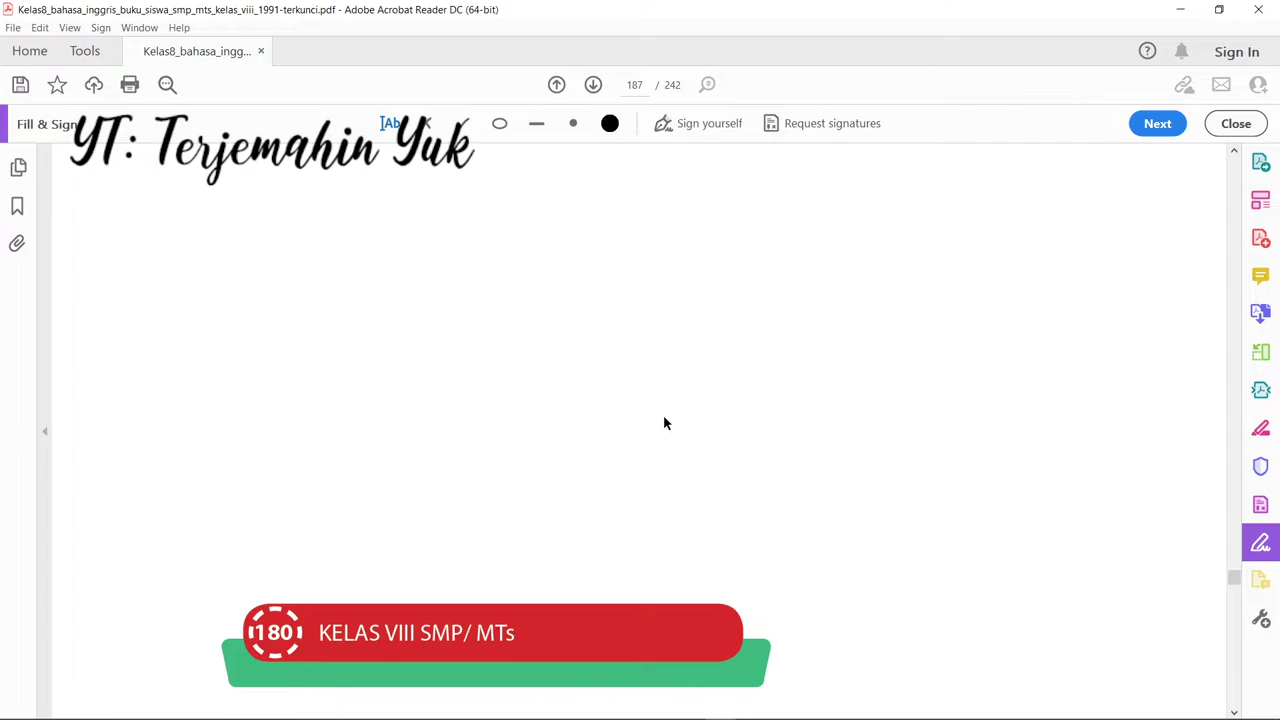 Kelas8_bahasa_inggris_buku_siswa_smp_mts_kelas_viii_1991-terkunci.pdf - Adobe Acrobat Reader DC (64-bit)
File Edit View Sign Window Help
Home Tools Kelas8_bahasa_ingg... ×
187 / 242
Sign In
Fill & Sign
Sign yourself Request signatures Next Close
YT: Terjemahin Yuk
180 KELAS VIII SMP/ MTs